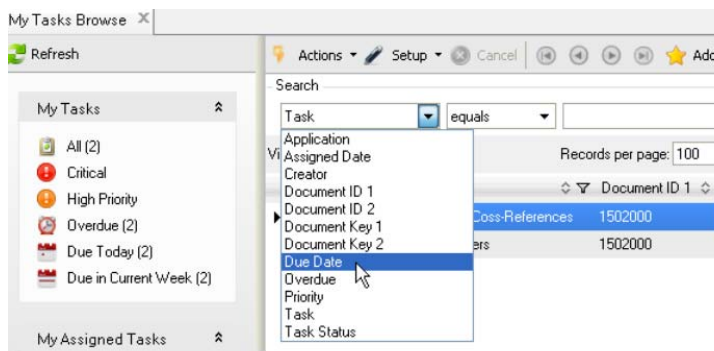 My Tasks Browse X
Refresh
Actions Setup Cancel
Search
My Tasks
Task equals
All (2)
Critical
High Priority
Overdue (2)
Due Today (2)
Due in Current Week (2)
My Assigned Tasks
Application
Assigned Date
Creator
Document ID 1
Document ID 2
Document Key 1
Document Key 2
Due Date
Overdue
Priority
Task
Task Status
Records per page: 100
Document ID 1
Coss-References 1502000
1502000